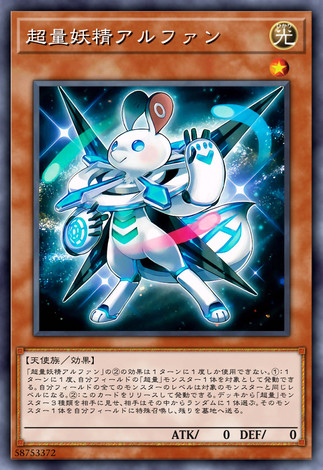 超量妖精アルファン
光
【天使族／効果】
「超量妖精アルファン」の②の効果は１ターンに１度しか使用できない。①：１
ターンに１度、自分フィールドの「超量」モンスター１体を対象として発動でき
る。自分フィールドの全てのモンスターのレベルは対象のモンスターと同じレ
ベルになる。②：このカードをリリースして発動できる。デッキから「超量」モンス
ター３種類を相手に見せ、相手はその中からランダムに１体選ぶ。そのモンス
ター１体を自分フィールドに特殊召喚し、残りを墓地へ送る。
ATK/ 0 DEF/ 0
58753372